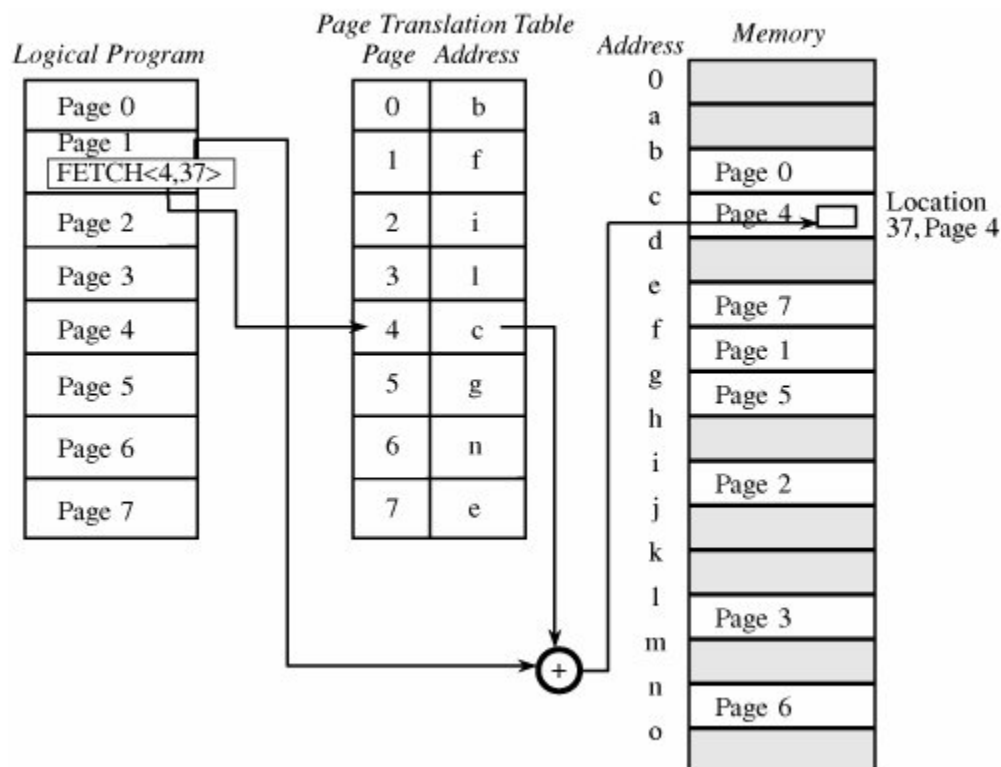 Logical Program
Page 0
Page 1
FETCH<4,37>
Page 2
Page 3
Page 4
Page 5
Page 6
Page 7
Page Translation Table
Page Address
0 b
1 f
2 i
3 l
4 c
5 g
6 n
7 e
+
Address
0
a
b
c
d
e
f
g
h
i
j
k
l
m
n
o
Memory
Page 0
Page 4
Page 7
Page 1
Page 5
Page 2
Page 3
Page 6
Location
37, Page 4